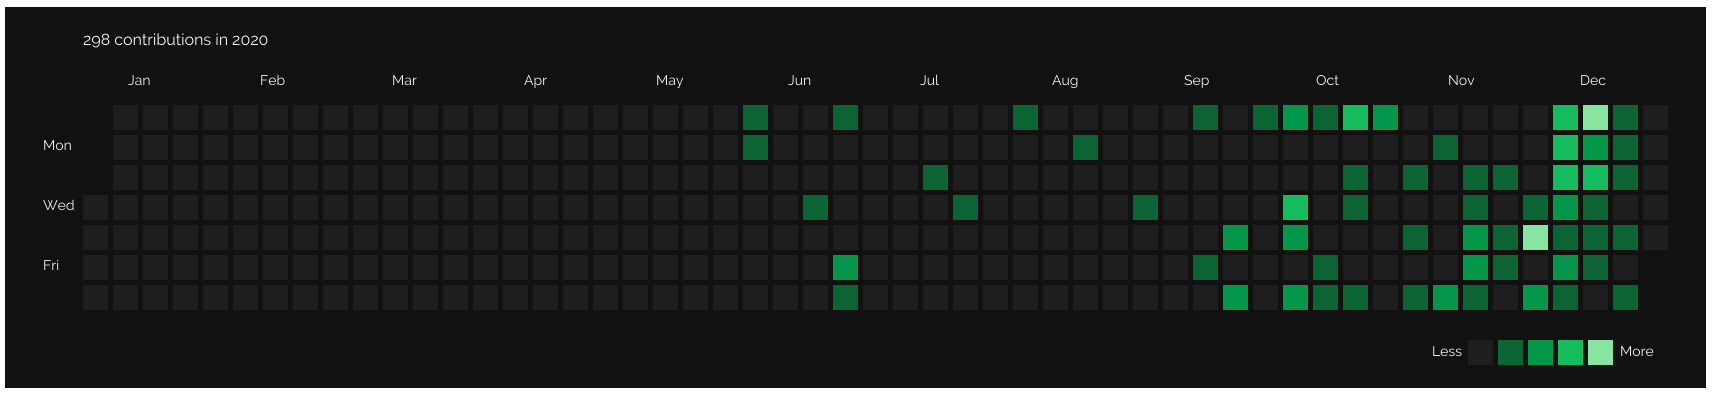 298 contributions in 2020
Jan Feb Mar Apr May Jun Jul Aug Sep Oct Nov Dec
Mon
Wed
Fri
Less More